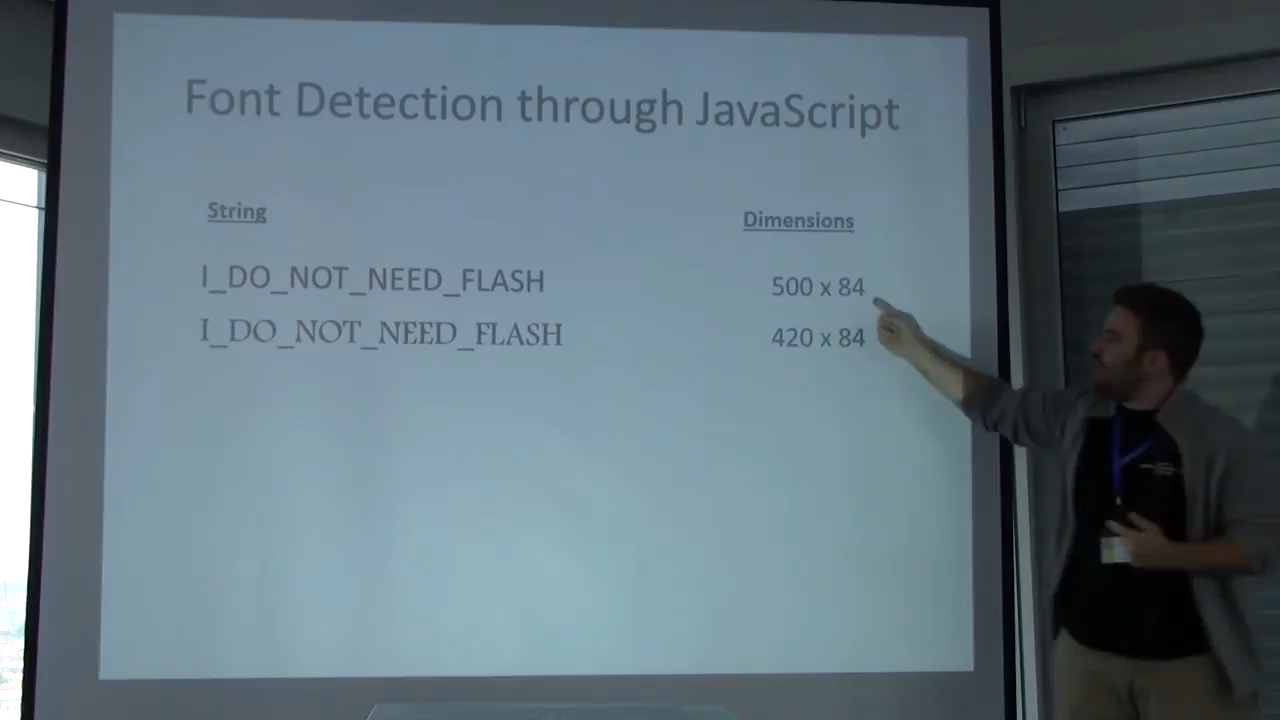 Font Detection through JavaScript
String Dimensions
I_DO_NOT_NEED_FLASH 500 x 84
I_DO_NOT_NEED_FLASH 420 x 84